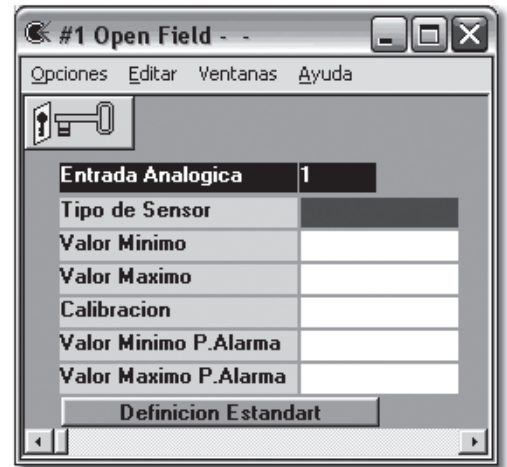 #1 Open Field - -
Opciones Editar Ventanas Ayuda
Entrada Analogica 1
Tipo de Sensor
Valor Minimo
Valor Maximo
Calibracion
Valor Minimo P.Alarma
Valor Maximo P.Alarma
Definicion Estandart